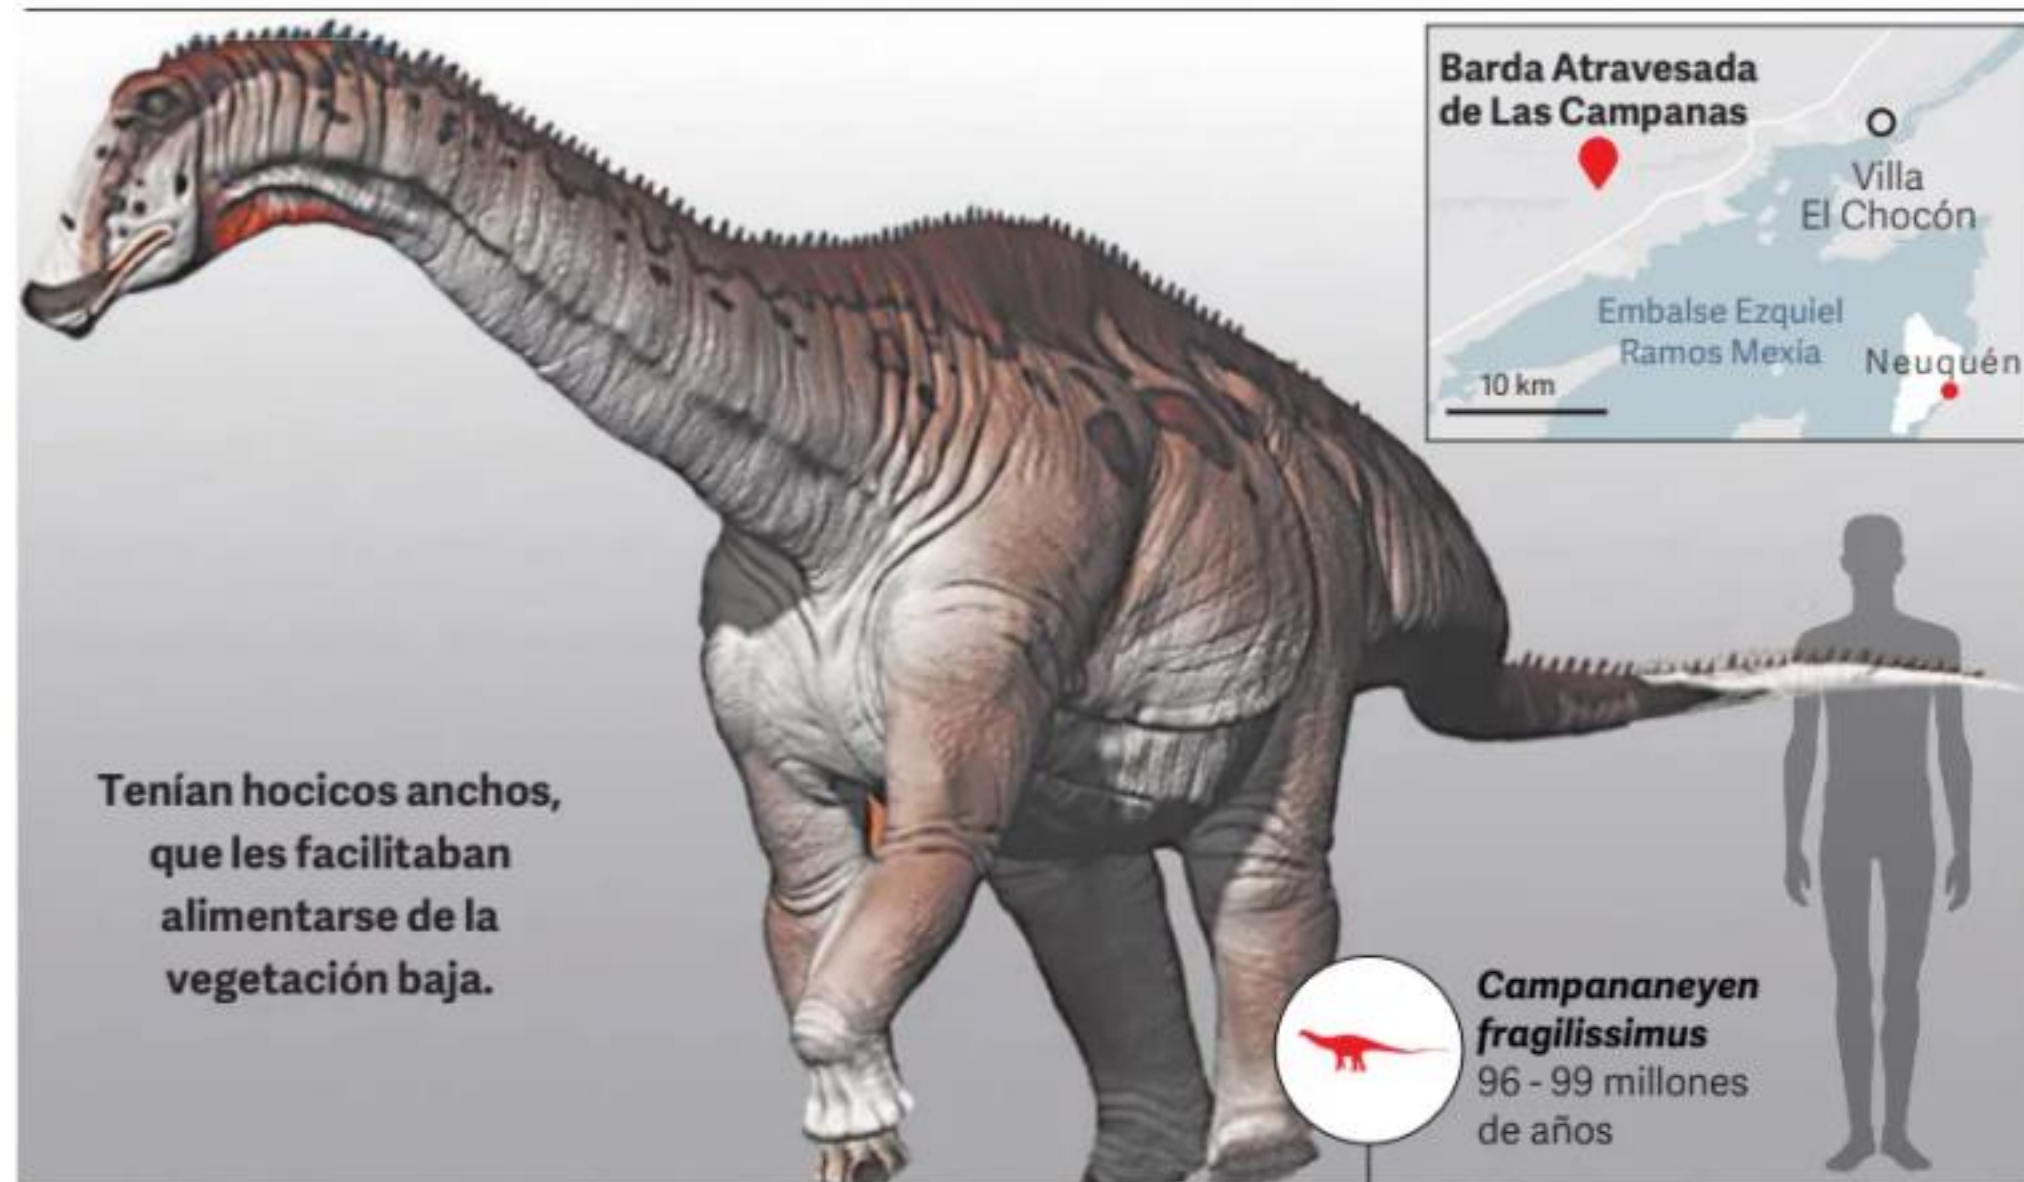 Barda Atravesada
de Las Campanas
Villa
El Chocón
Embalse Ezquiel
Ramos Mexía
Neuquén
10 km
Tenían hocicos anchos,
que les facilitaban
alimentarse de la
vegetación baja.
Campananeyen
fragilissimus
96 - 99 millones
de años